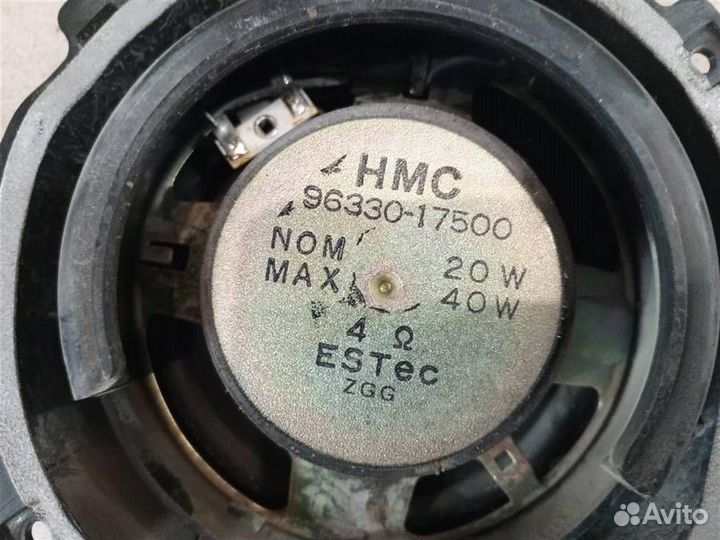 HMC
96330-17500
NOM 20W
MAX 40W
4 Ω
ESTec
ZGG
Avito